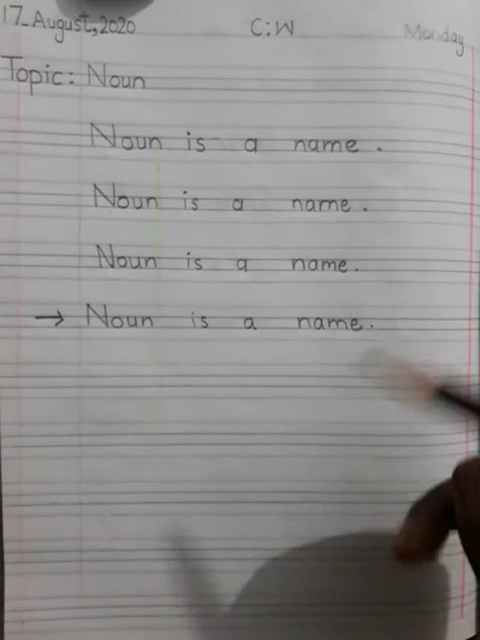 17-August,2020 C:W Monday
Topic: Noun
Noun is a name.
Noun is a name.
Noun is a name.
→ Noun is a name.